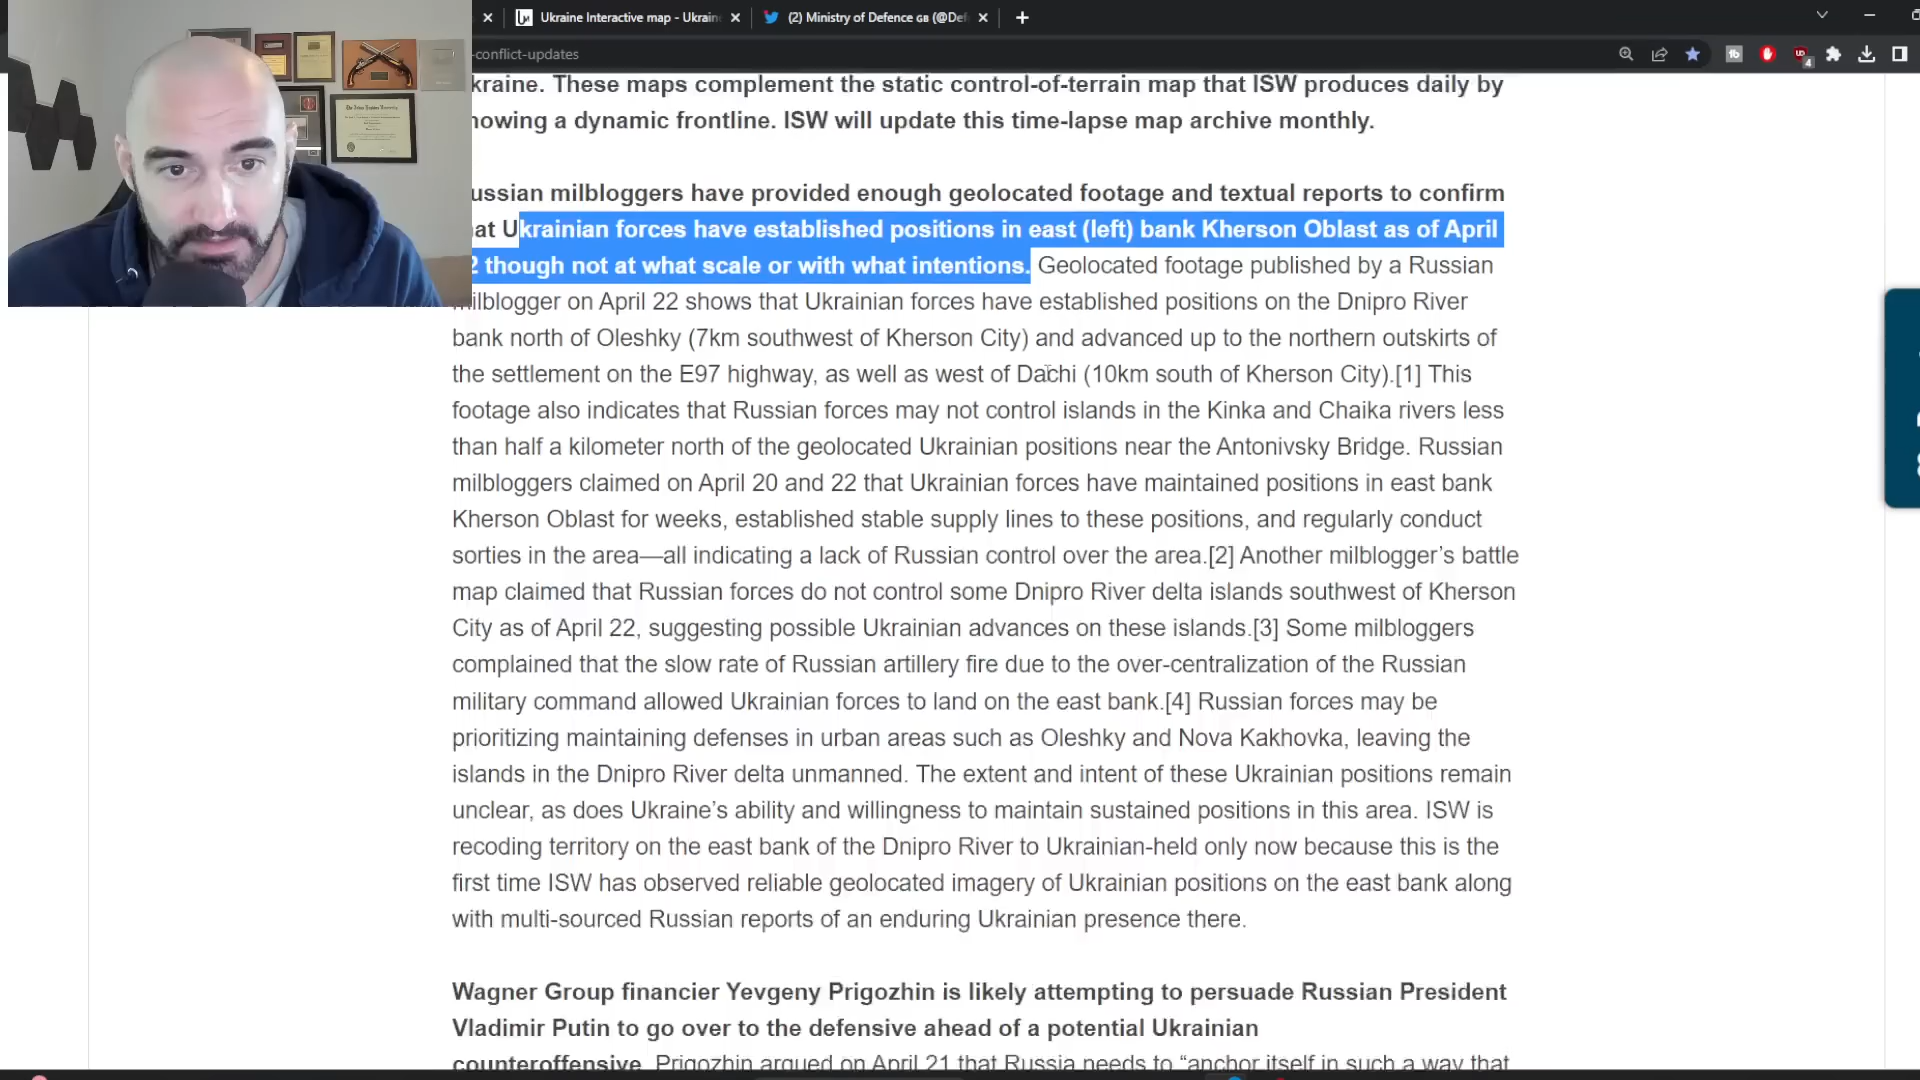 Ukraine Interactive map - Ukrain
(2) Ministry of Defence GB (@Def
-conflict-updates
4
kraine. These maps complement the static control-of-terrain map that ISW produces daily by
howing a dynamic frontline. ISW will update this time-lapse map archive monthly.
ussian milbloggers have provided enough geolocated footage and textual reports to confirm
at Ukrainian forces have established positions in east (left) bank Kherson Oblast as of April
2 though not at what scale or with what intentions. Geolocated footage published by a Russian
milblogger on April 22 shows that Ukrainian forces have established positions on the Dnipro River
bank north of Oleshky (7km southwest of Kherson City) and advanced up to the northern outskirts of
the settlement on the E97 highway, as well as west of Dachi (10km south of Kherson City).[1] This
footage also indicates that Russian forces may not control islands in the Kinka and Chaika rivers less
than half a kilometer north of the geolocated Ukrainian positions near the Antonivsky Bridge. Russian
milbloggers claimed on April 20 and 22 that Ukrainian forces have maintained positions in east bank
Kherson Oblast for weeks, established stable supply lines to these positions, and regularly conduct
sorties in the area—all indicating a lack of Russian control over the area.[2] Another milblogger’s battle
map claimed that Russian forces do not control some Dnipro River delta islands southwest of Kherson
City as of April 22, suggesting possible Ukrainian advances on these islands.[3] Some milbloggers
complained that the slow rate of Russian artillery fire due to the over-centralization of the Russian
military command allowed Ukrainian forces to land on the east bank.[4] Russian forces may be
prioritizing maintaining defenses in urban areas such as Oleshky and Nova Kakhovka, leaving the
islands in the Dnipro River delta unmanned. The extent and intent of these Ukrainian positions remain
unclear, as does Ukraine’s ability and willingness to maintain sustained positions in this area. ISW is
recoding territory on the east bank of the Dnipro River to Ukrainian-held only now because this is the
first time ISW has observed reliable geolocated imagery of Ukrainian positions on the east bank along
with multi-sourced Russian reports of an enduring Ukrainian presence there.
Wagner Group financier Yevgeny Prigozhin is likely attempting to persuade Russian President
Vladimir Putin to go over to the defensive ahead of a potential Ukrainian
counteroffensive. Prigozhin argued on April 21 that Russia needs to “anchor itself in such a way that